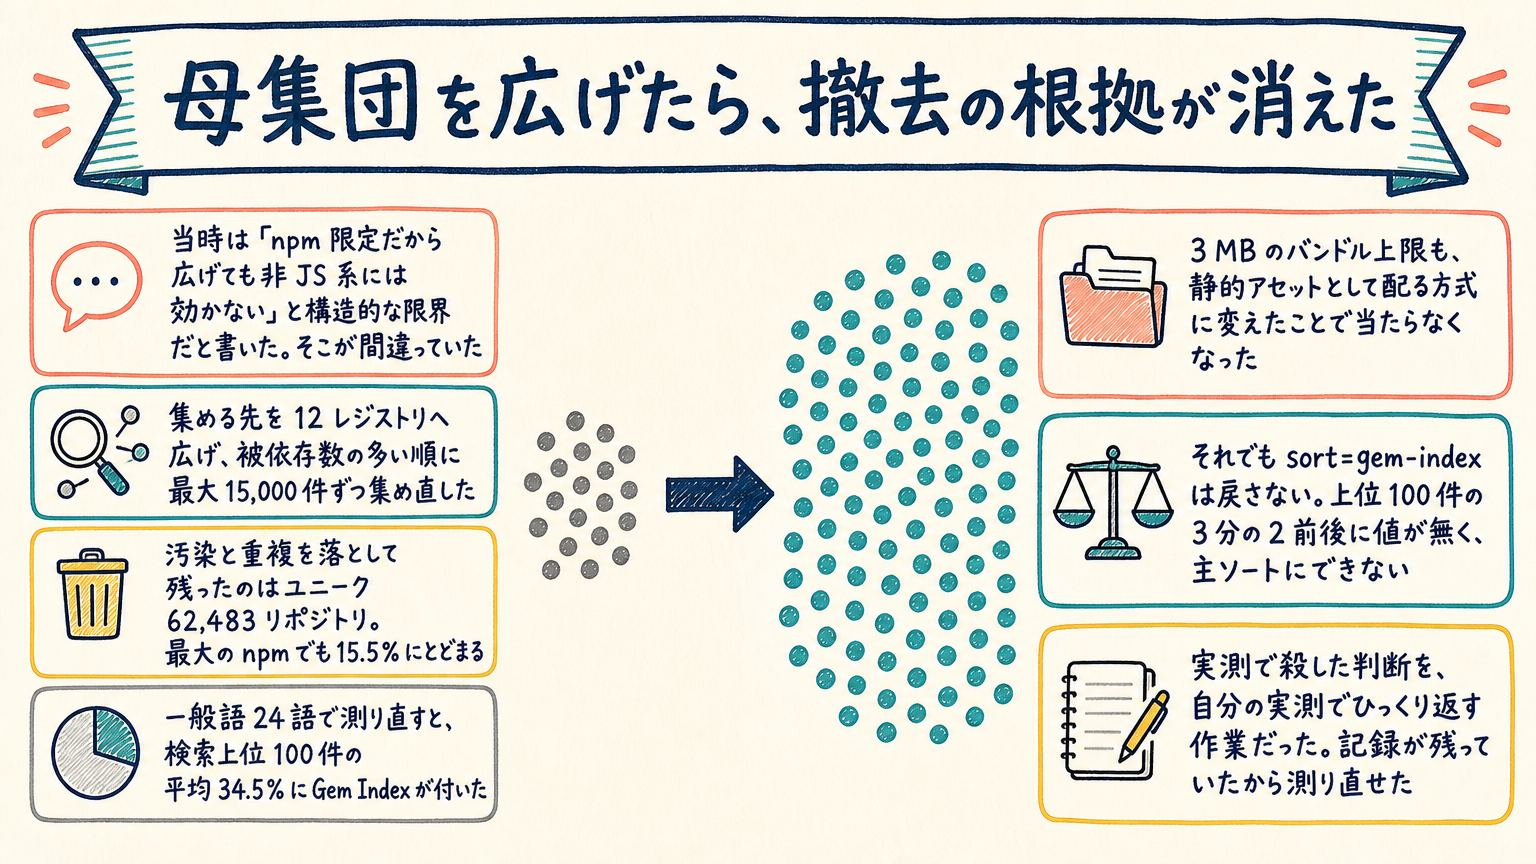 母集団を広げたら、撤去の根拠が消えた
当時は「npm 限定だから
広げても非 JS 系には
効かない」と構造的な限界
だと書いた。そこが間違っていた
集める先を 12 レジストリへ
広げ、被依存数の多い順に
最大 15,000 件ずつ集め直した
汚染と重複を落として
残ったのはユニーク
62,483 リポジトリ。
最大の npm でも 15.5% にとどまる
一般語 24 語で測り直すと、
検索上位 100 件の
平均 34.5% に Gem Index が付いた
3 MB のバンドル上限も、
静的アセットとして配る方式
に変えたことで当たらなく
なった
それでも sort=gem-index
は戻さない。上位 100 件の
3 分の 2 前後に値が無く、
主ソートにできない
実測で殺した判断を、
自分の実測でひっくり返す
作業だった。記録が残って
いたから測り直せた